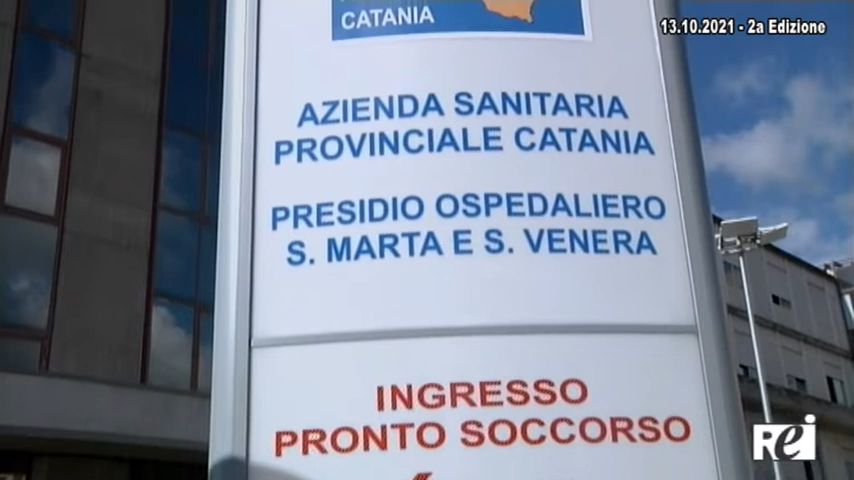 CATANIA
13.10.2021 - 2a Edizione
AZIENDA SANITARIA
PROVINCIALE CATANIA
PRESIDIO OSPEDALIERO
S. MARTA E S. VENERA
INGRESSO
PRONTO SOCCORSO
Rei